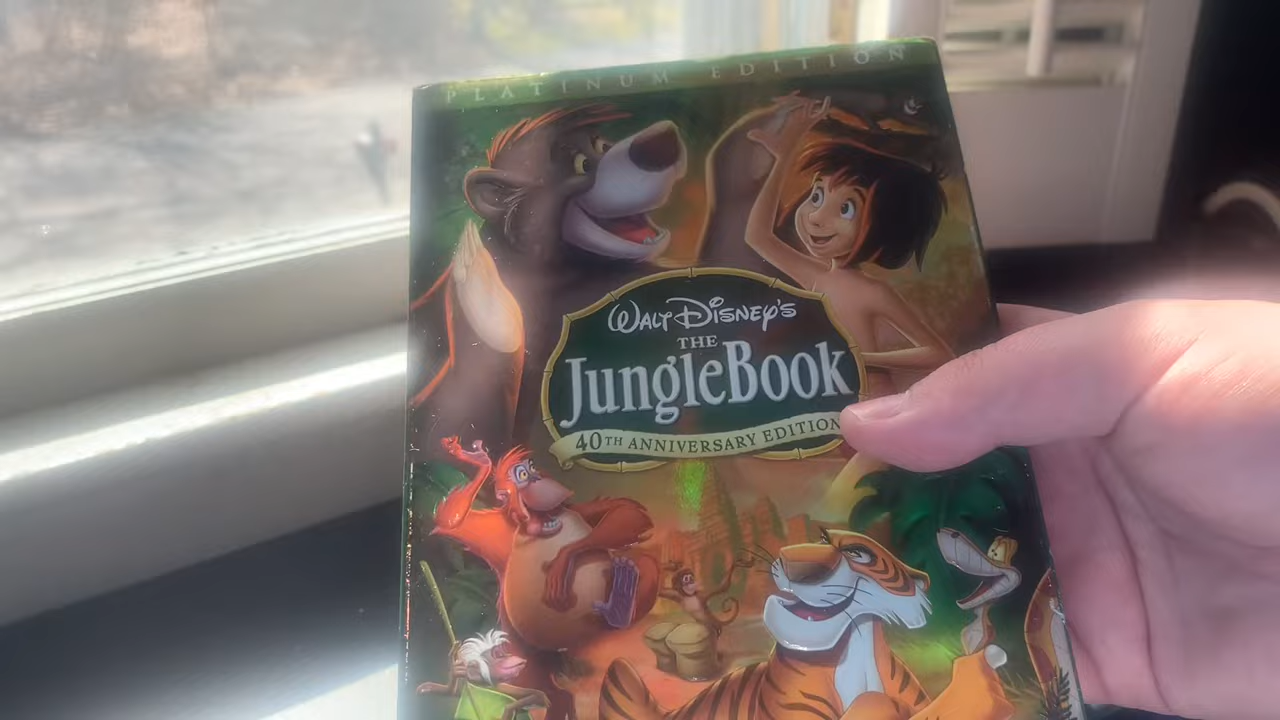 PLATINUM EDITION
WALT DISNEY'S
THE
JUNGLEBOOK
40TH ANNIVERSARY EDITION